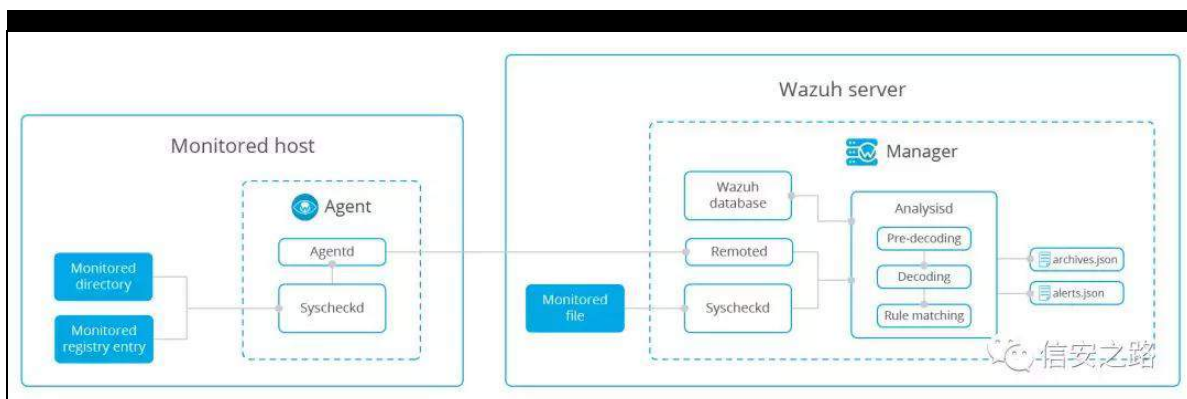 Wazuh server
Monitored host
Manager
Wazuh
database
Analysisd
Agent
Pre-decoding
Agentd
Remoted
archives.json
Monitored
directory
Decoding
Monitored
file
alerts.json
Syscheckd
Syscheckd
Rule matching
Monitored
registry entry
信安之路